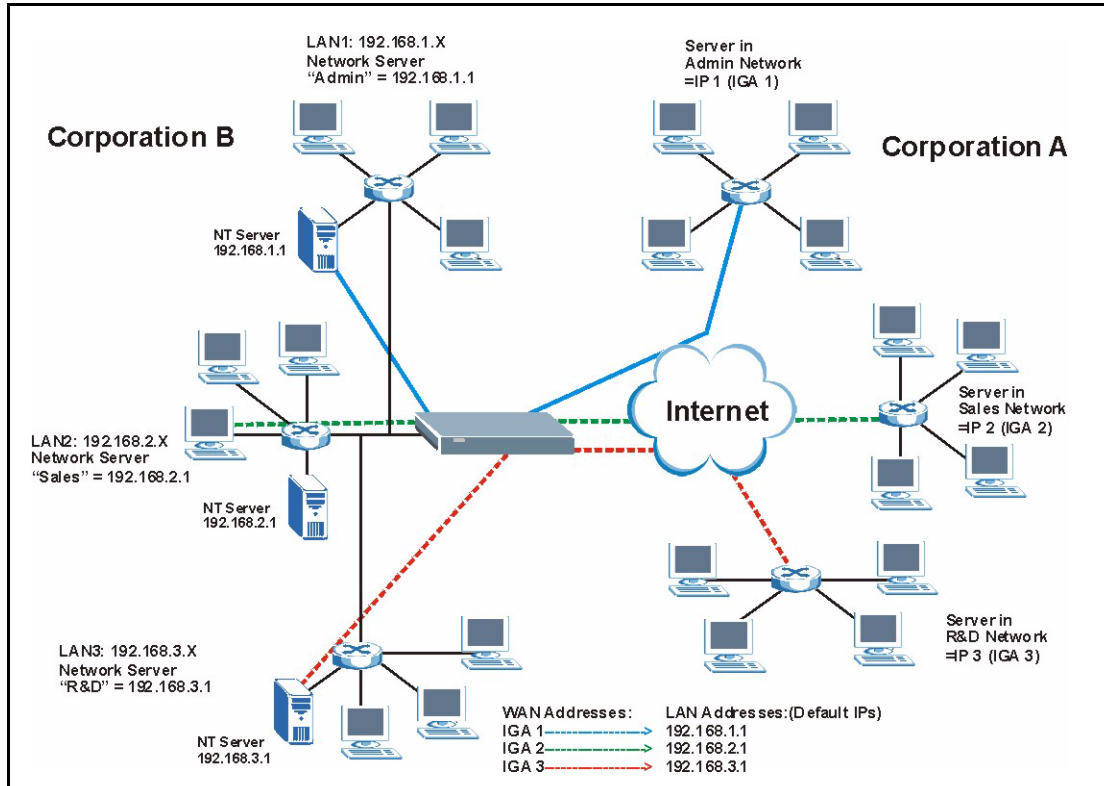 LAN1: 192.168.1.X
Network Server
“Admin” = 192.168.1.1
Server in
Admin Network
=IP1 (IGA 1)
Corporation B
Corporation A
NT Server
192.168.1.1
Internet
Server in
Sales Network
=IP 2 (IGA 2)
LAN2: 192.168.2.X
Network Server
“Sales” = 192.168.2.1
NT Server
192.168.2.1
Server in
R&D Network
=IP 3 (IGA 3)
LAN3: 192.168.3.X
Network Server
“R&D” = 192.168.3.1
NT Server
192.168.3.1
WAN Addresses: LAN Addresses:(Default IPs)
IGA 1 192.168.1.1
IGA 2 192.168.2.1
IGA 3 192.168.3.1